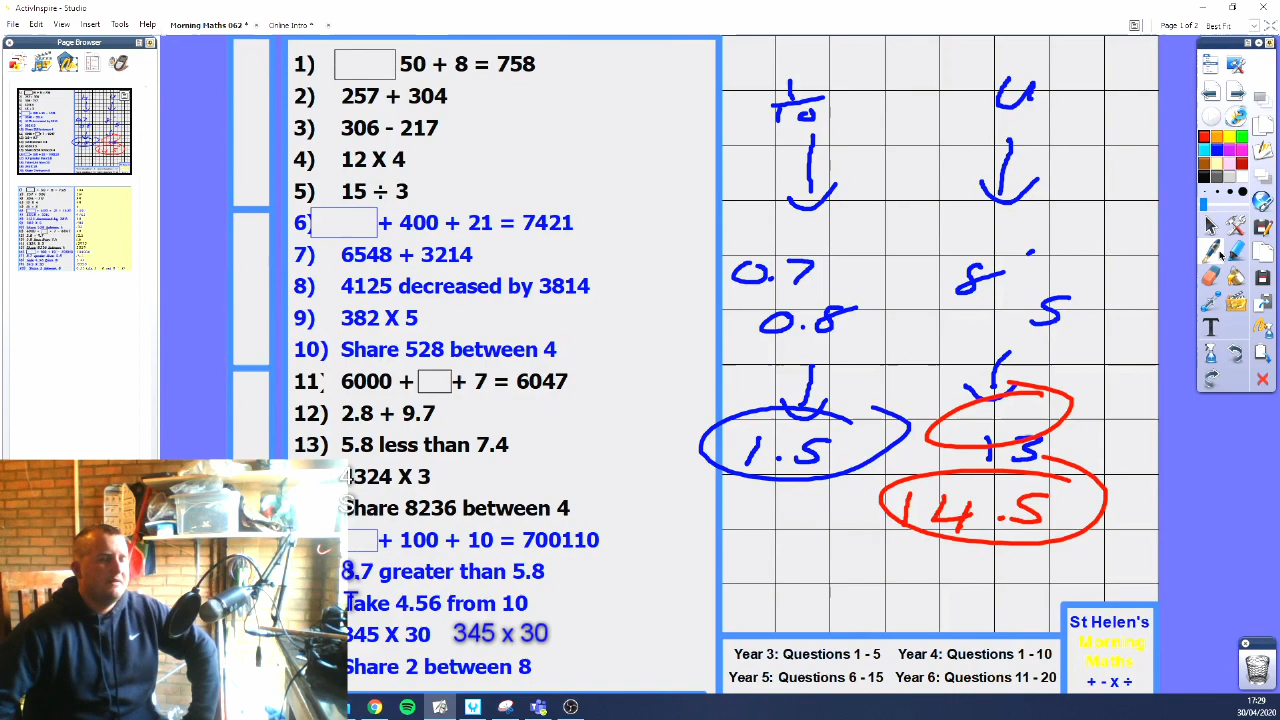 ActivInspire - Studio
File Edit View Insert Tools Help
Morning Maths 062 *
Online Intro *
Page 1 of 2
Best Fit
Page Browser
1) 50 + 8 = 758
2) 257 + 304
3) 306 - 217
4) 12 X 4
5) 15 ÷ 3
6) + 400 + 21 = 7421
7) 6548 + 3214
8) 4125 decreased by 3814
9) 382 X 5
10) Share 528 between 4
11) 6000 + + 7 = 6047
12) 2.8 + 9.7
13) 5.8 less than 7.4
4324 X 3
Share 8236 between 4
+ 100 + 10 = 700110
8.7 greater than 5.8
Take 4.56 from 10
345 X 30 345 x 30
Share 2 between 8
1/10 U.
0.7 8
0.8 5
1.5 15
14.5
Year 3: Questions 1 - 5 Year 4: Questions 1 - 10
Year 5: Questions 6 - 15 Year 6: Questions 11 - 20
St Helen's
Morning
Maths
+ - x ÷
17:29
30/04/2020